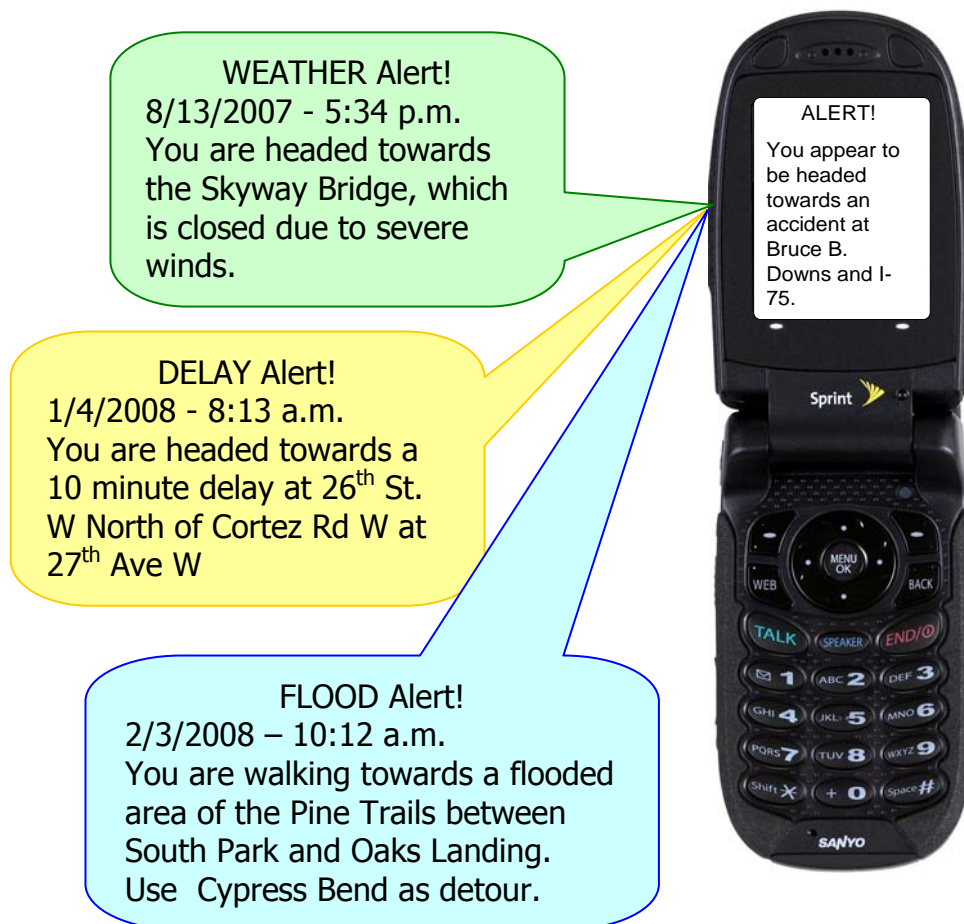 WEATHER Alert!
8/13/2007 - 5:34 p.m.
You are headed towards
the Skyway Bridge, which
is closed due to severe
winds.
DELAY Alert!
1/4/2008 - 8:13 a.m.
You are headed towards a
10 minute delay at 26th St.
W North of Cortez Rd W at
27th Ave W
FLOOD Alert!
2/3/2008 – 10:12 a.m.
You are walking towards a flooded
area of the Pine Trails between
South Park and Oaks Landing.
Use Cypress Bend as detour.
ALERT!
You appear to
be headed
towards an
accident at
Bruce B.
Downs and I-
75.
Sprint
MENU
OK
WEB
BACK
TALK
SPEAKER
END/O
1
ABC 2
DEF 3
GHI 4
JKL 5
MNO 6
PQRS 7
TUV 8
WXYZ 9
Shift *
+ 0
Space #
SANYO